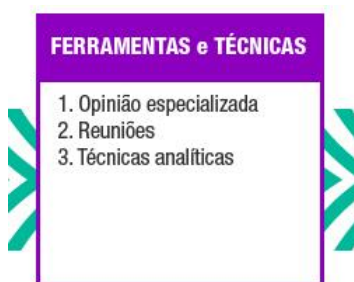 FERRAMENTAS e TÉCNICAS
1. Opinião especializada
2. Reuniões
3. Técnicas analíticas